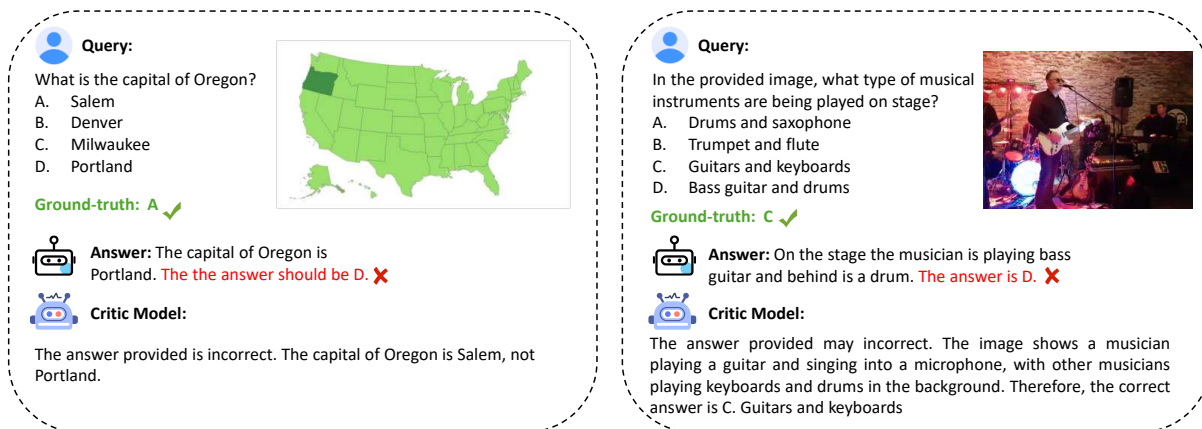 Query:
What is the capital of Oregon?
A. Salem
B. Denver
C. Milwaukee
D. Portland
Ground-truth: A
Answer: The capital of Oregon is
Portland. The the answer should be D.
Critic Model:
The answer provided is incorrect. The capital of Oregon is Salem, not
Portland.
Query:
In the provided image, what type of musical
instruments are being played on stage?
A. Drums and saxophone
B. Trumpet and flute
C. Guitars and keyboards
D. Bass guitar and drums
Ground-truth: C
Answer: On the stage the musician is playing bass
guitar and behind is a drum. The answer is D.
Critic Model:
The answer provided may incorrect. The image shows a musician
playing a guitar and singing into a microphone, with other musicians
playing keyboards and drums in the background. Therefore, the correct
answer is C. Guitars and keyboards